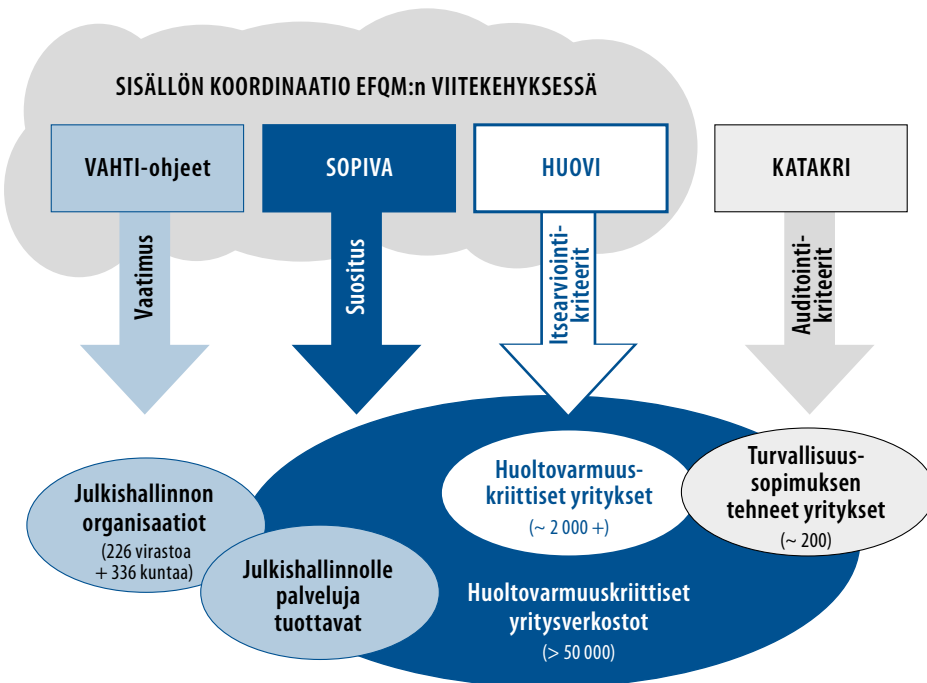 SISÄLLÖN KOORDINAATIO EFQM:n VIITEKEHYKSESSÄ
VAHTI-ohjeet
SOPIVA
HUOVI
KATAKRI
Vaatimus
Suositus
Itsearviointi-
kriteerit
Auditointi-
kriteerit
Julkishallinnon
organisaatiot
(226 virastoa
+ 336 kuntaa)
Julkishallinnolle
palveluja
tuottavat
Huoltovarmuus-
kriittiset yritykset
(~ 2 000 +)
Huoltovarmuuskriittiset
yritysverkostot
(> 50 000)
Turvallisuus-
sopimuksen
tehneet yritykset
(~ 200)